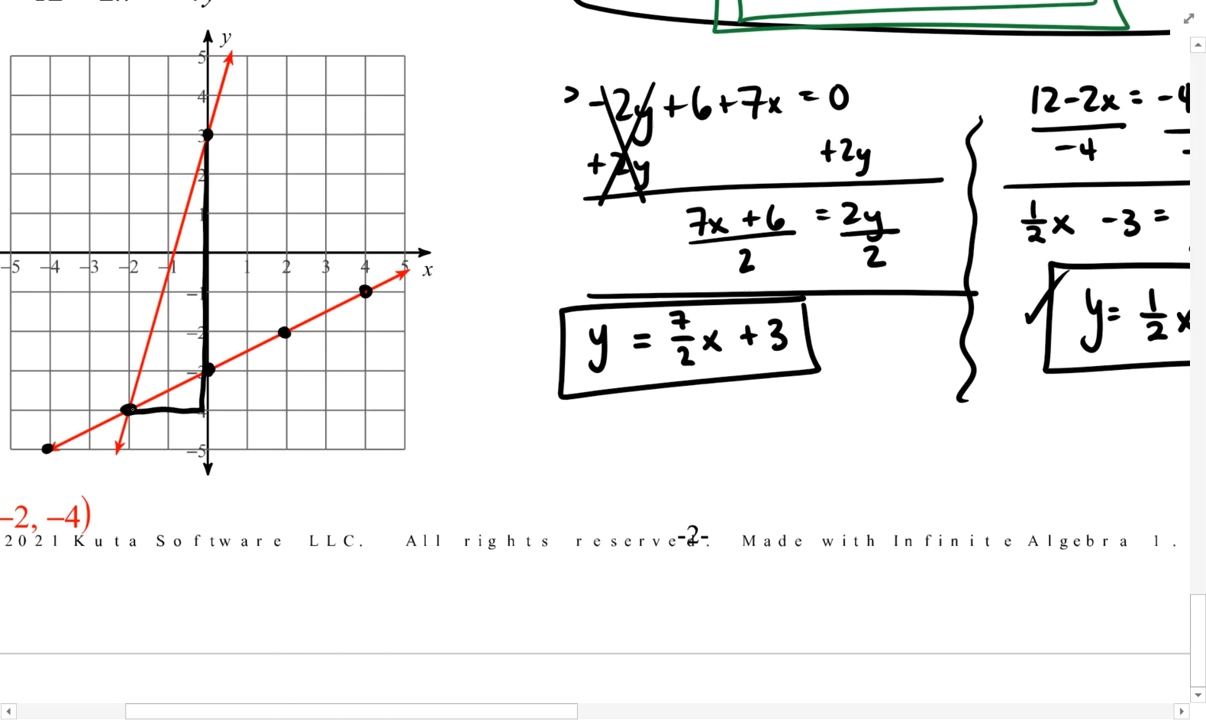 y
5
4
3
2
1
-5 -4 -3 -2 -1 1 2 3 4 5 x
-1
-2
-3
-5
-2y + 6 + 7x = 0
+2y +2y
7x + 6 = 2y
2 2
y = 7/2 x + 3
12 - 2x = -4
-4 -
1/2 x - 3 =
y = 1/2 x
-2, -4)
2021 Kuta Software LLC. All rights reserved. -2- Made with Infinite Algebra 1.